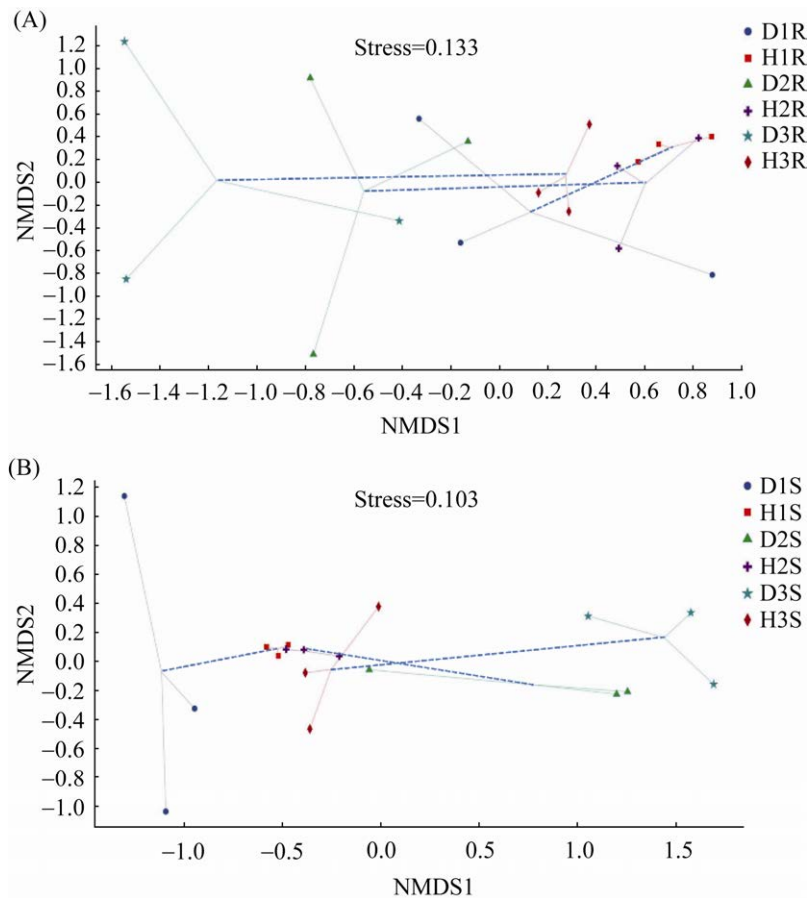 (A)
Stress=0.133
D1R
H1R
D2R
H2R
D3R
H3R
1.2
1.0
0.8
0.6
0.4
0.2
0.0
−0.2
−0.4
−0.6
−0.8
−1.0
−1.2
−1.4
−1.6
NMDS2
−1.6 −1.4 −1.2 −1.0 −0.8 −0.6 −0.4 −0.2 0.0 0.2 0.4 0.6 0.8 1.0
NMDS1
(B)
Stress=0.103
D1S
H1S
D2S
H2S
D3S
H3S
1.2
1.0
0.8
0.6
0.4
0.2
0.0
−0.2
−0.4
−0.6
−0.8
−1.0
NMDS2
−1.0 −0.5 0.0 0.5 1.0 1.5
NMDS1